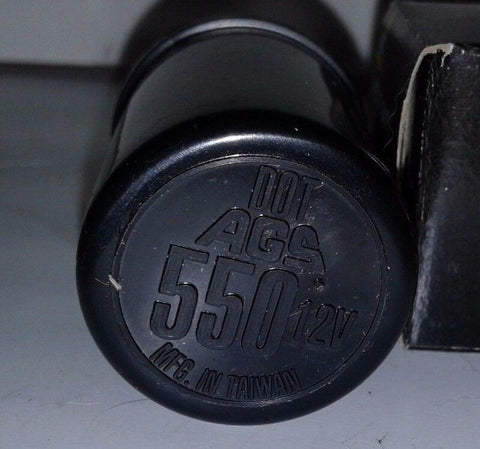 DOT
AGS
550 12V
MFG. IN TAIWAN